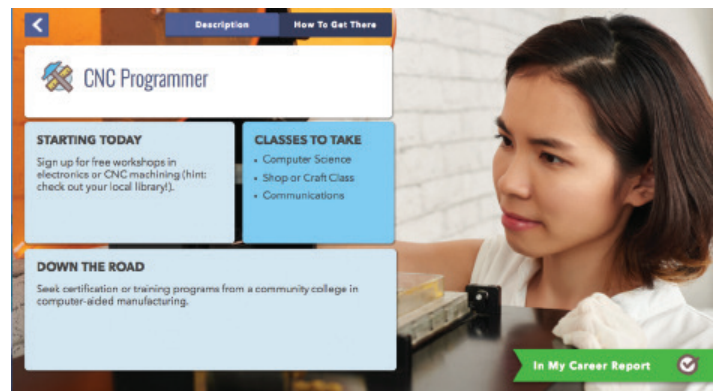 Description
How To Get There
CNC Programmer
STARTING TODAY
Sign up for free workshops in
electronics or CNC machining (hint:
check out your local library!).
CLASSES TO TAKE
• Computer Science
• Shop or Craft Class
• Communications
DOWN THE ROAD
Seek certification or training programs from a community college in
computer-aided manufacturing.
In My Career Report